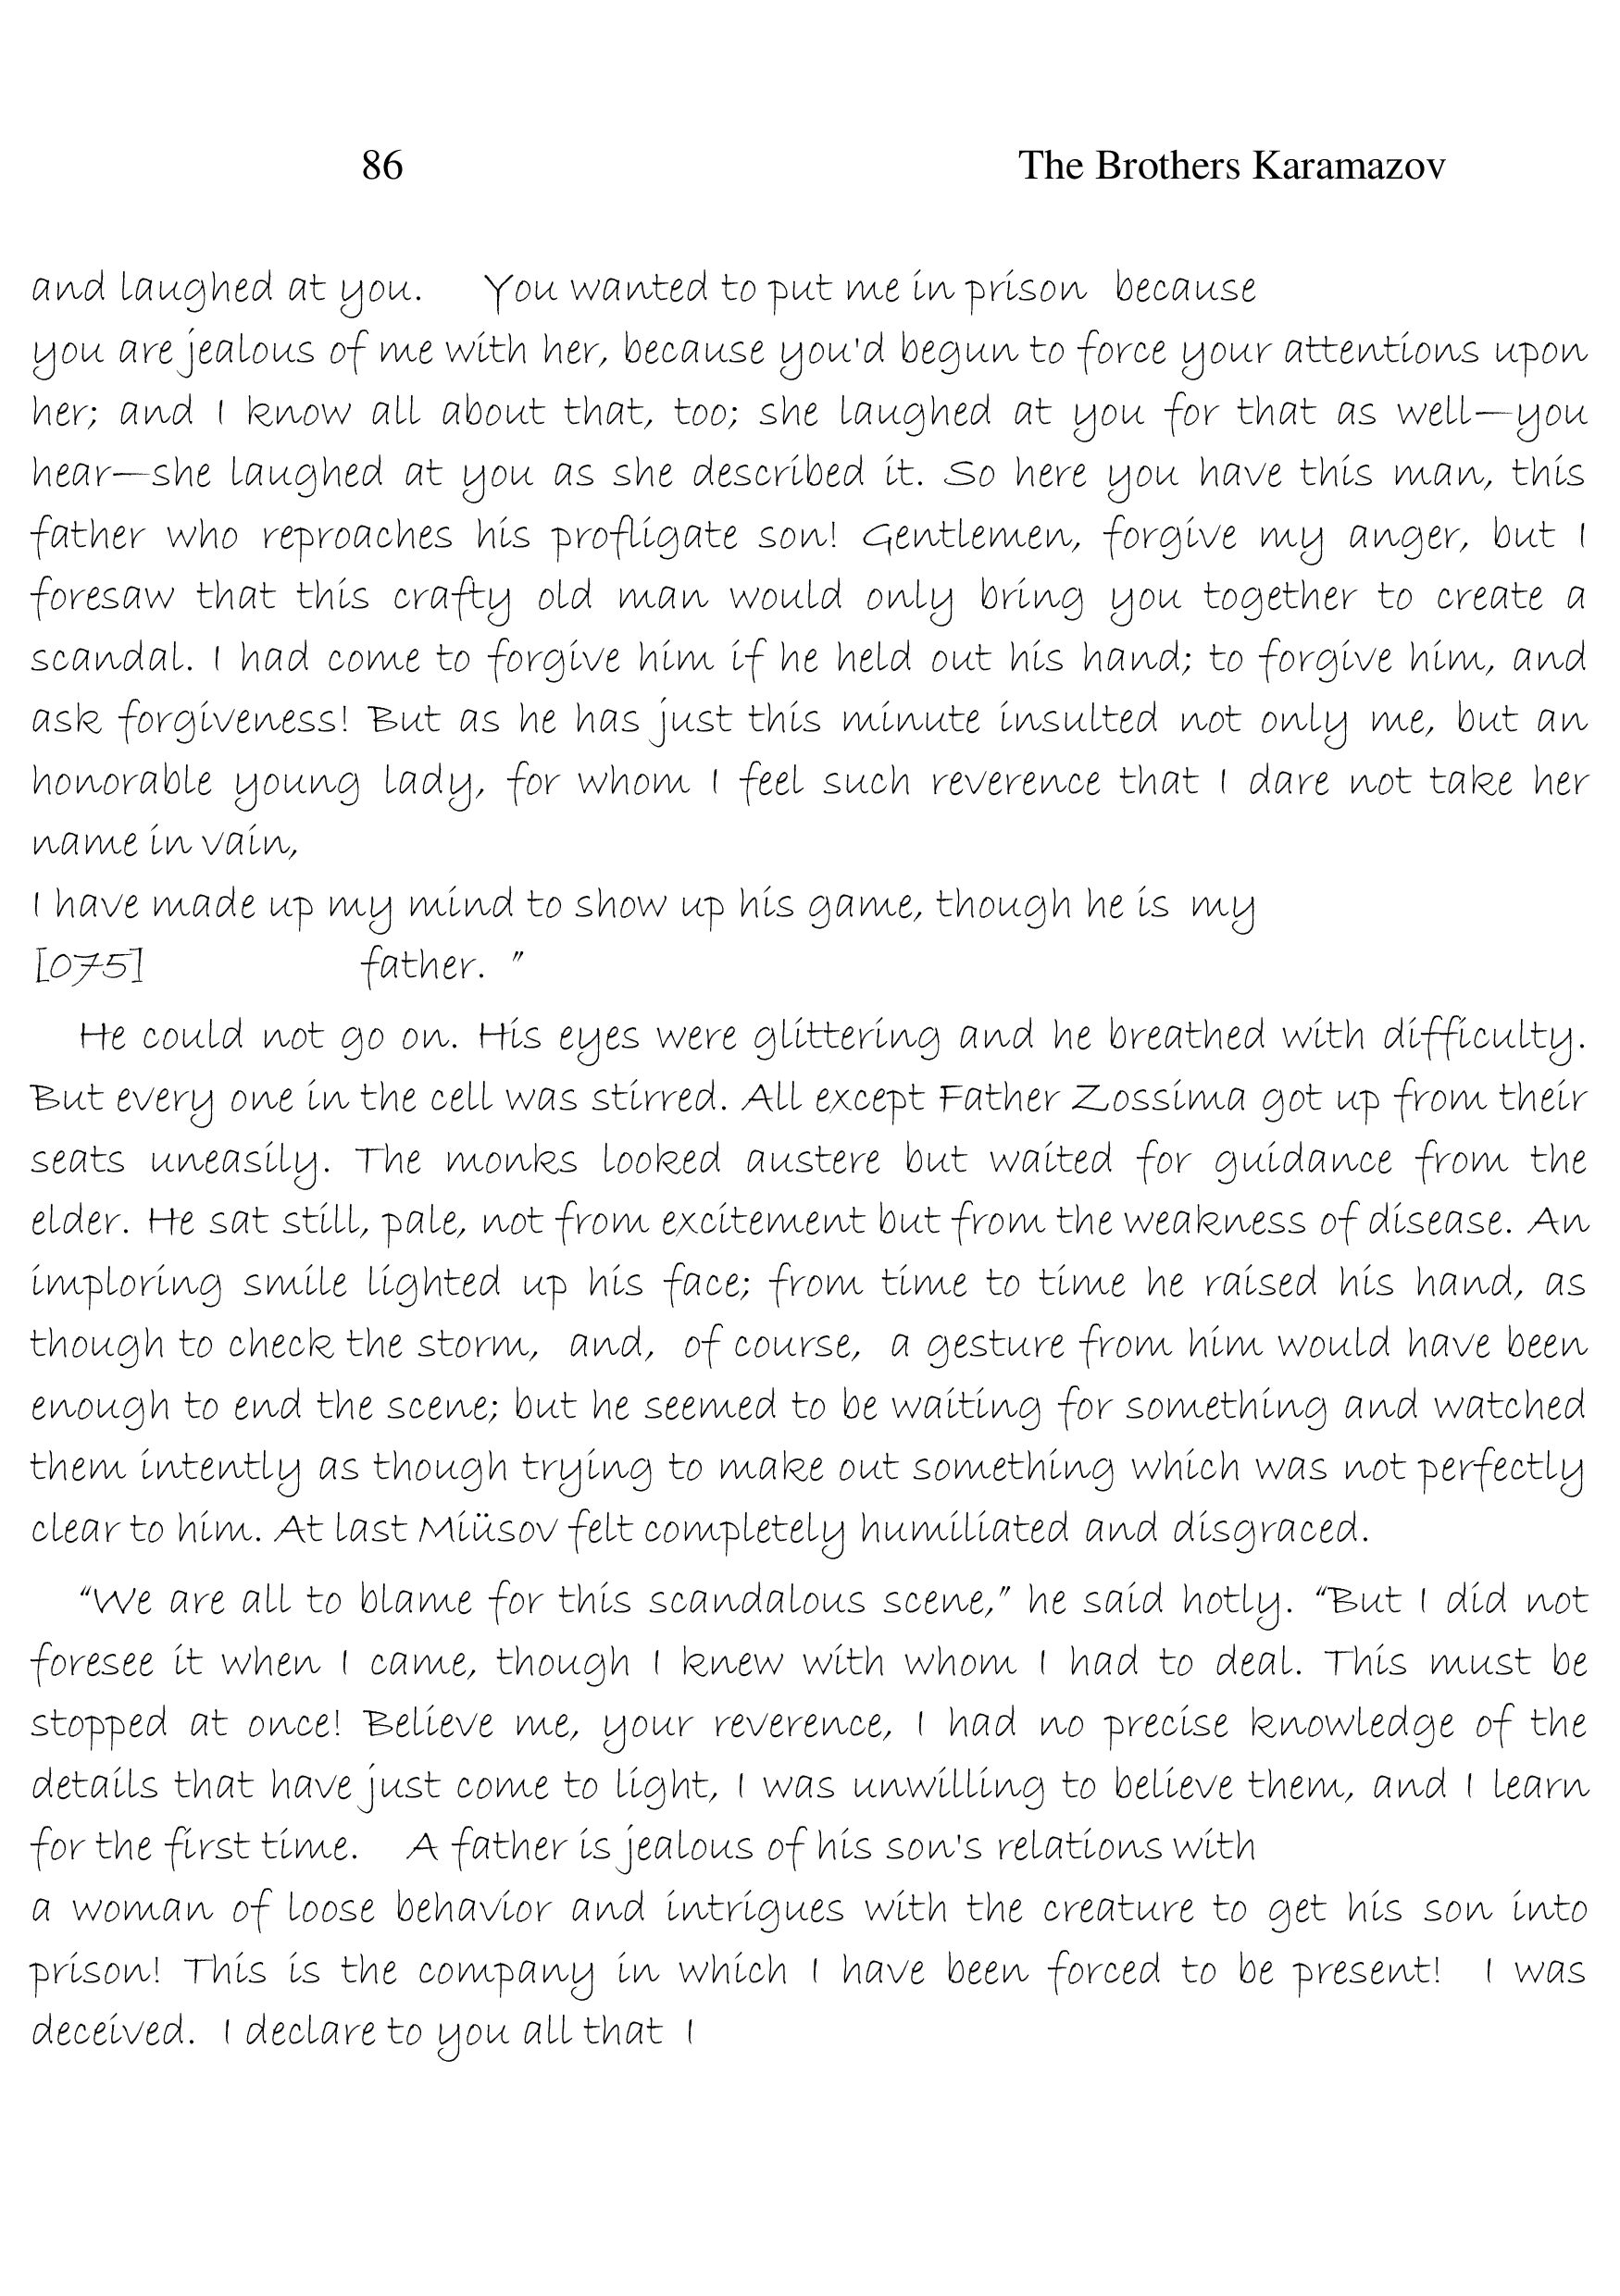 86 The Brothers Karamazov
and laughed at you. You wanted to put me in prison because
you are jealous of me with her, because you'd begun to force your attentions upon
her; and I know all about that, too; she laughed at you for that as well—you
hear—she laughed at you as she described it. So here you have this man, this
father who reproaches his profligate son! Gentlemen, forgive my anger, but I
foresaw that this crafty old man would only bring you together to create a
scandal. I had come to forgive him if he held out his hand; to forgive him, and
ask forgiveness! But as he has just this minute insulted not only me, but an
honorable young lady, for whom I feel such reverence that I dare not take her
name in vain,
I have made up my mind to show up his game, though he is my
[075] father. ”
He could not go on. His eyes were glittering and he breathed with difficulty.
But every one in the cell was stirred. All except Father Zossima got up from their
seats uneasily. The monks looked austere but waited for guidance from the
elder. He sat still, pale, not from excitement but from the weakness of disease. An
imploring smile lighted up his face; from time to time he raised his hand, as
though to check the storm, and, of course, a gesture from him would have been
enough to end the scene; but he seemed to be waiting for something and watched
them intently as though trying to make out something which was not perfectly
clear to him. At last Miüsov felt completely humiliated and disgraced.
“We are all to blame for this scandalous scene,” he said hotly. “But I did not
foresee it when I came, though I knew with whom I had to deal. This must be
stopped at once! Believe me, your reverence, I had no precise knowledge of the
details that have just come to light, I was unwilling to believe them, and I learn
for the first time. A father is jealous of his son's relations with
a woman of loose behavior and intrigues with the creature to get his son into
prison! This is the company in which I have been forced to be present! I was
deceived. I declare to you all that I